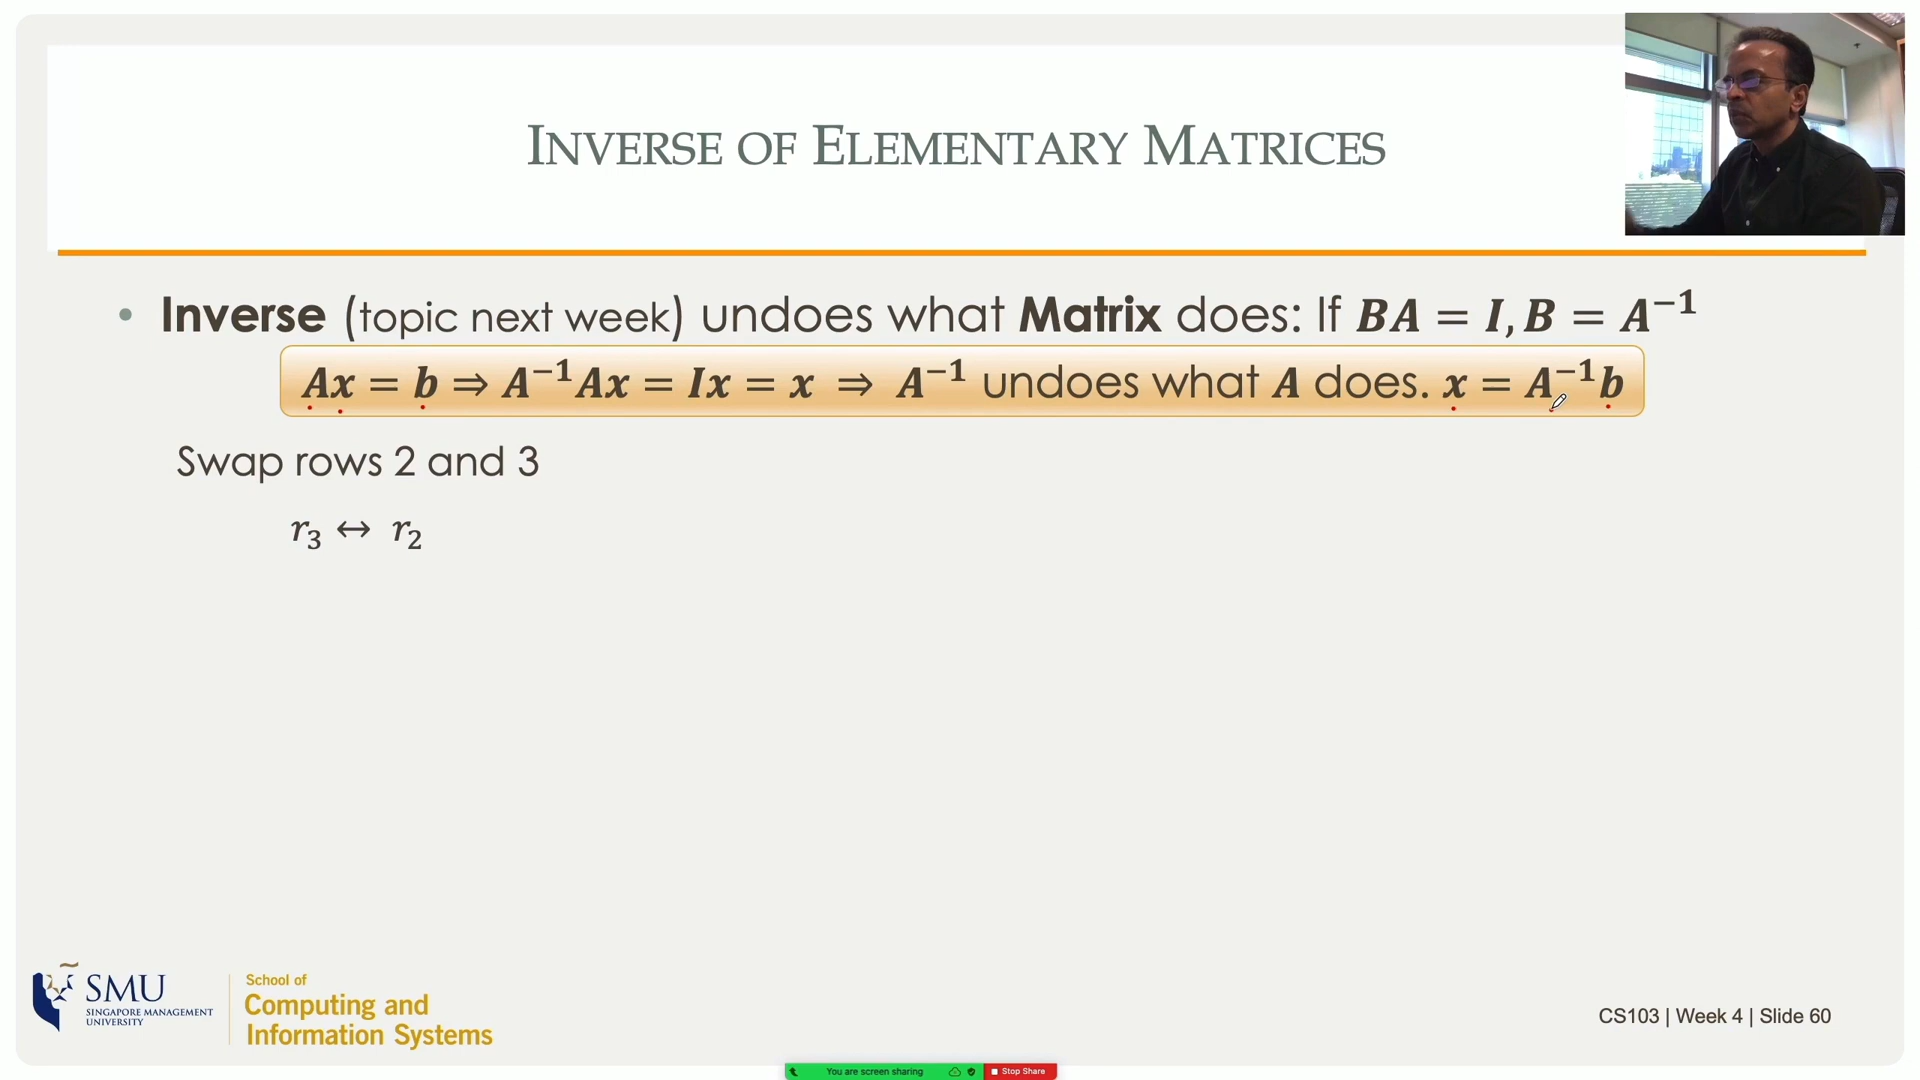 INVERSE OF ELEMENTARY MATRICES
• Inverse (topic next week) undoes what Matrix does: If BA = I, B = A⁻¹
Ax = b ⇒ A⁻¹Ax = Ix = x ⇒ A⁻¹ undoes what A does. x = A⁻¹b
Swap rows 2 and 3
r₃ ↔ r₂
SMU
SINGAPORE MANAGEMENT
UNIVERSITY
School of
Computing and
Information Systems
CS103 | Week 4 | Slide 60
You are screen sharing
Stop Share